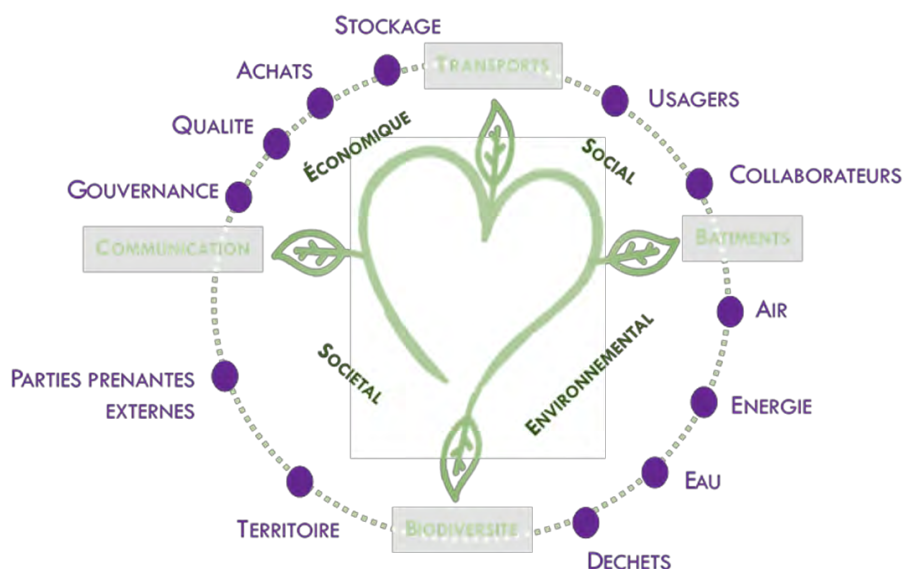 STOCKAGE
TRANSPORTS
ACHATS
USAGERS
QUALITE
ÉCONOMIQUE
SOCIAL
COLLABORATEURS
GOUVERNANCE
COMMUNICATION
BATIMENTS
AIR
SOCIETAL
ENVIRONNEMENTAL
PARTIES PRENANTES
EXTERNES
ENERGIE
EAU
TERRITOIRE
BIODIVERSITE
DECHETS